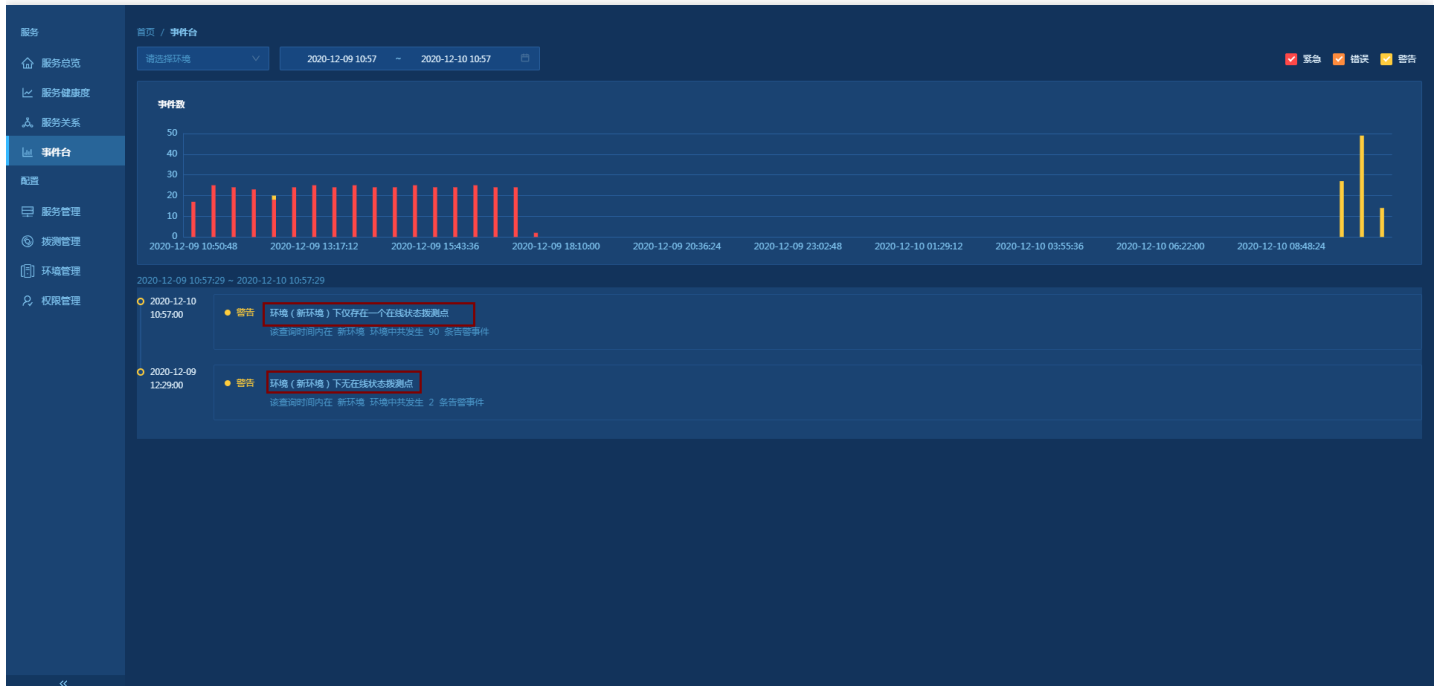 服务
服务总览
服务健康度
服务关系
事件台
配置
服务管理
拨测管理
环境管理
权限管理
首页 / 事件台
请选择环境
2020-12-09 10:57 ~ 2020-12-10 10:57
紧急 错误 警告
事件数
50
40
30
20
10
0
2020-12-09 10:50:48 2020-12-09 13:17:12 2020-12-09 15:43:36 2020-12-09 18:10:00 2020-12-09 20:36:24 2020-12-09 23:02:48 2020-12-10 01:29:12 2020-12-10 03:55:36 2020-12-10 06:22:00 2020-12-10 08:48:24
2020-12-09 10:57:29 ~ 2020-12-10 10:57:29
2020-12-10
10:57:00
警告 环境 ( 新环境 ) 下仅存在一个在线状态拨测点
该查询时间内在 新环境 环境中共发生 90 条告警事件
2020-12-09
12:29:00
警告 环境 ( 新环境 ) 下无在线状态拨测点
该查询时间内在 新环境 环境中共发生 2 条告警事件